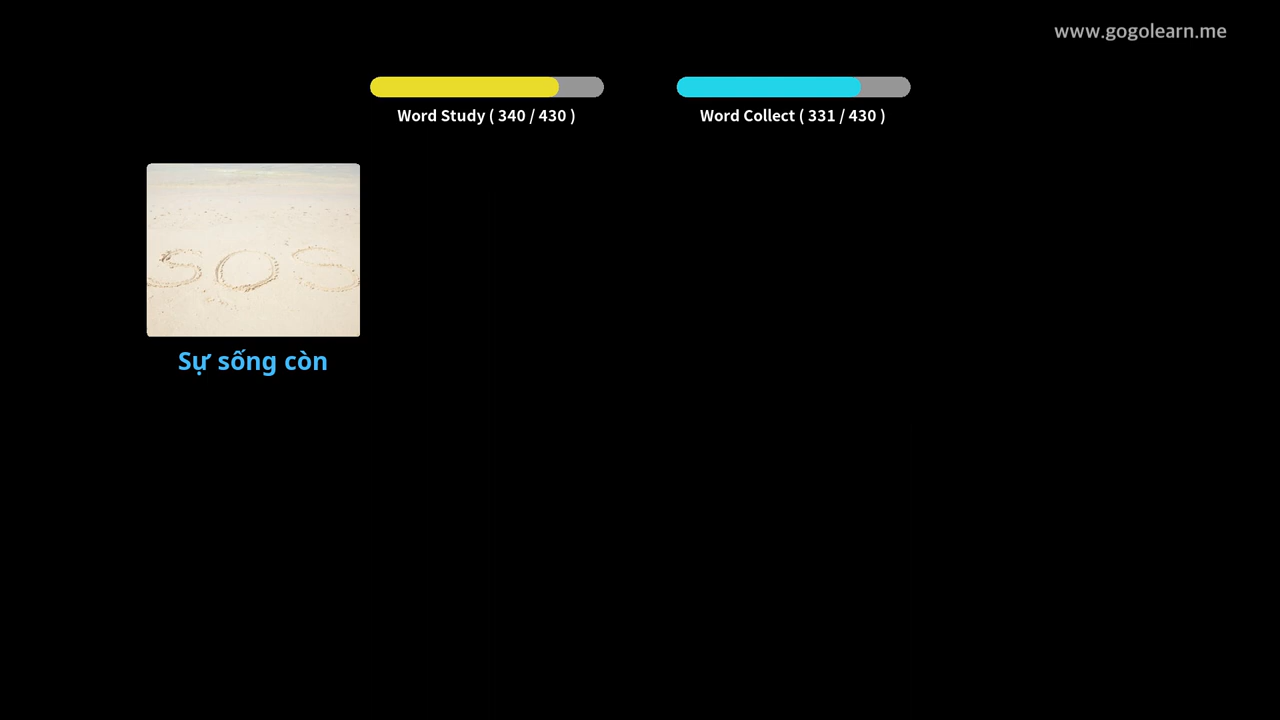 www.gogolearn.me
Word Study ( 340 / 430 )
Word Collect ( 331 / 430 )
SOS
Sự sống còn